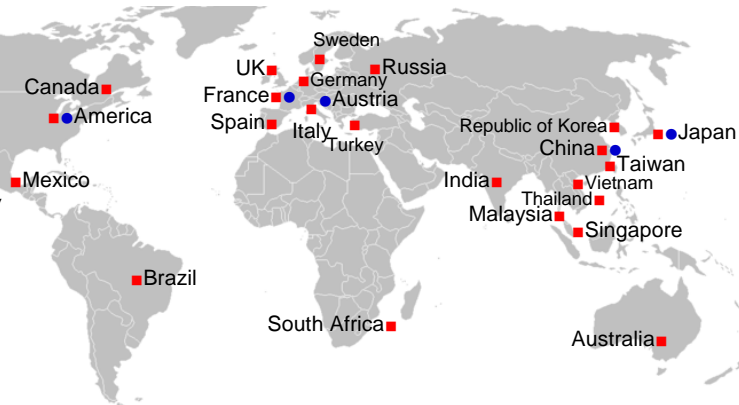 Sweden
UK
Russia
Germany
Canada
France
Austria
America
Spain
Italy
Turkey
Republic of Korea
Japan
China
Taiwan
Mexico
India
Vietnam
Thailand
Malaysia
Singapore
Brazil
South Africa
Australia